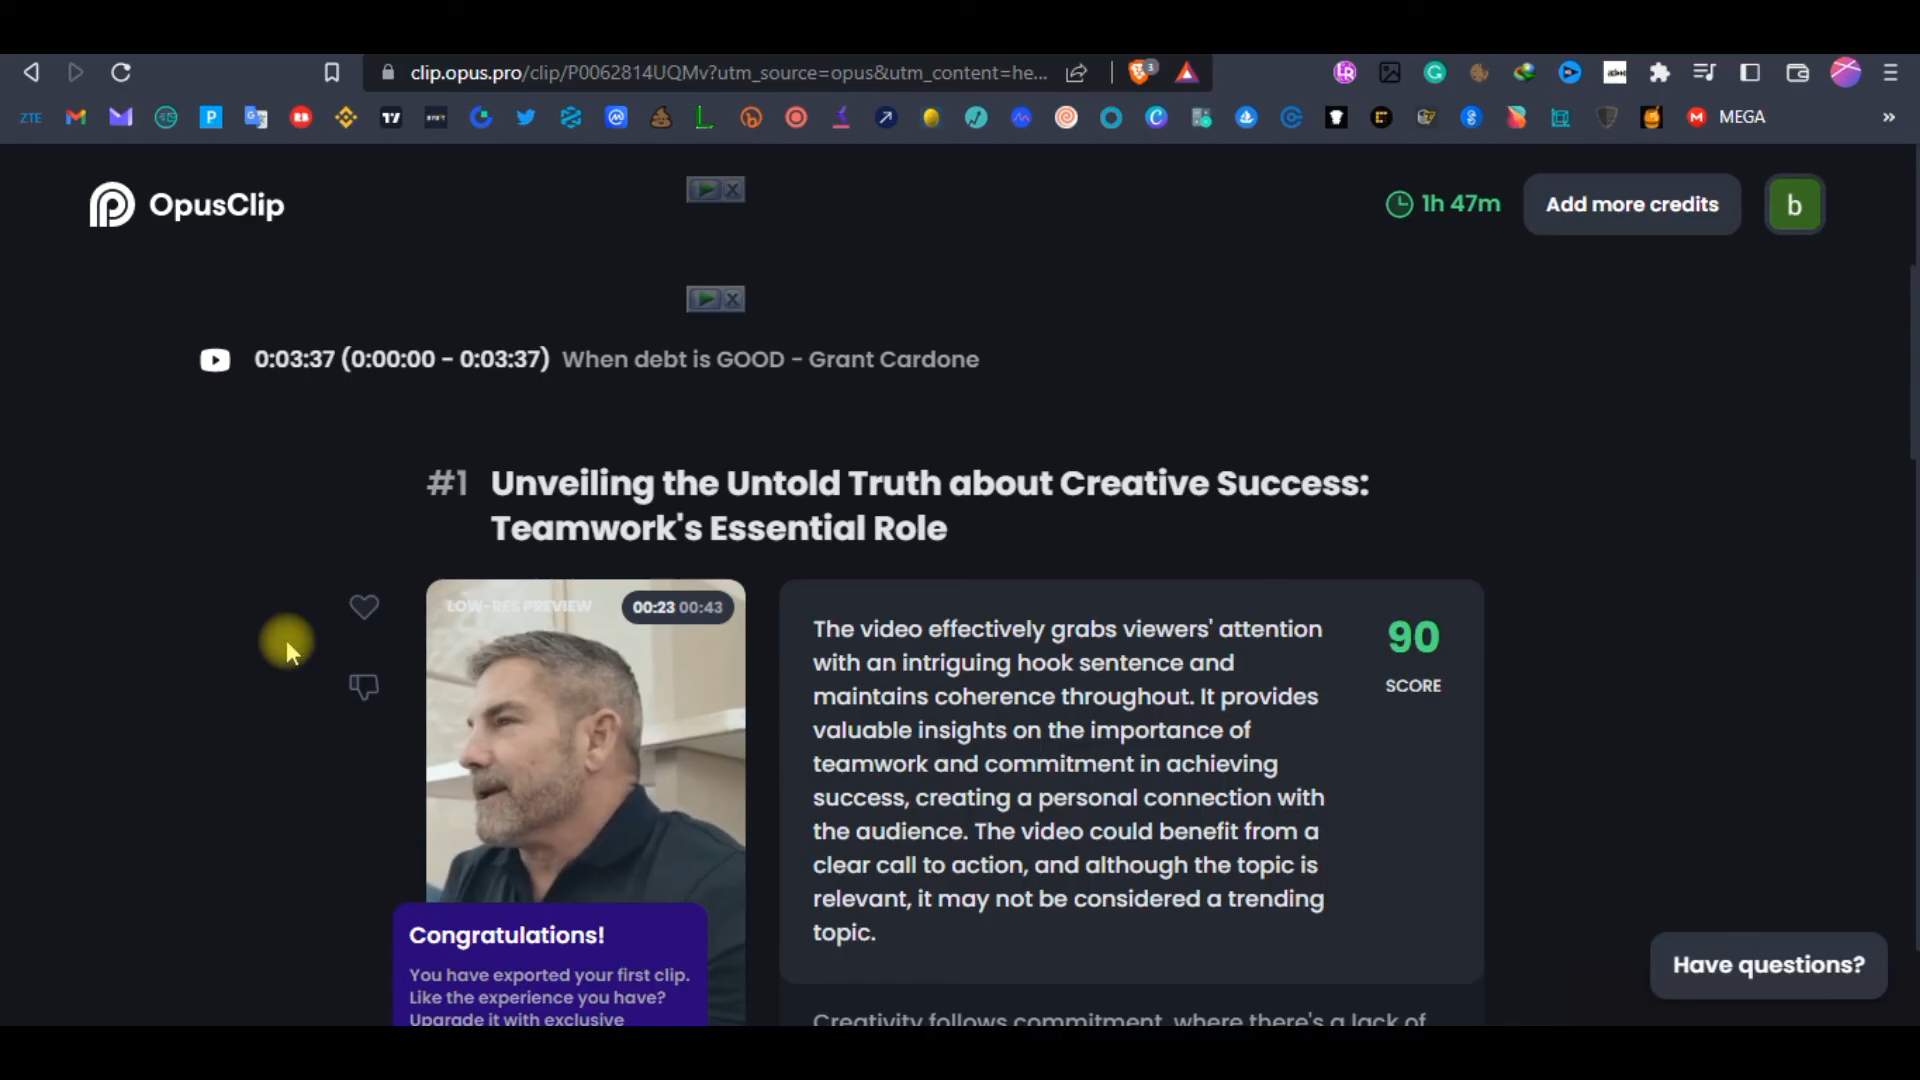 clip.opus.pro/clip/P0062814UQMv?utm_source=opus&utm_content=he...
3
ZTE
MEGA
OpusClip
1h 47m
Add more credits
b
0:03:37 (0:00:00 - 0:03:37) When debt is GOOD - Grant Cardone
#1 Unveiling the Untold Truth about Creative Success:
Teamwork's Essential Role
LOW-RES PREVIEW
00:23 00:43
The video effectively grabs viewers' attention
with an intriguing hook sentence and
maintains coherence throughout. It provides
valuable insights on the importance of
teamwork and commitment in achieving
success, creating a personal connection with
the audience. The video could benefit from a
clear call to action, and although the topic is
relevant, it may not be considered a trending
topic.
90
SCORE
Congratulations!
You have exported your first clip.
Like the experience you have?
Upgrade it with exclusive
Have questions?
Creativity follows commitment, where there's a lack of